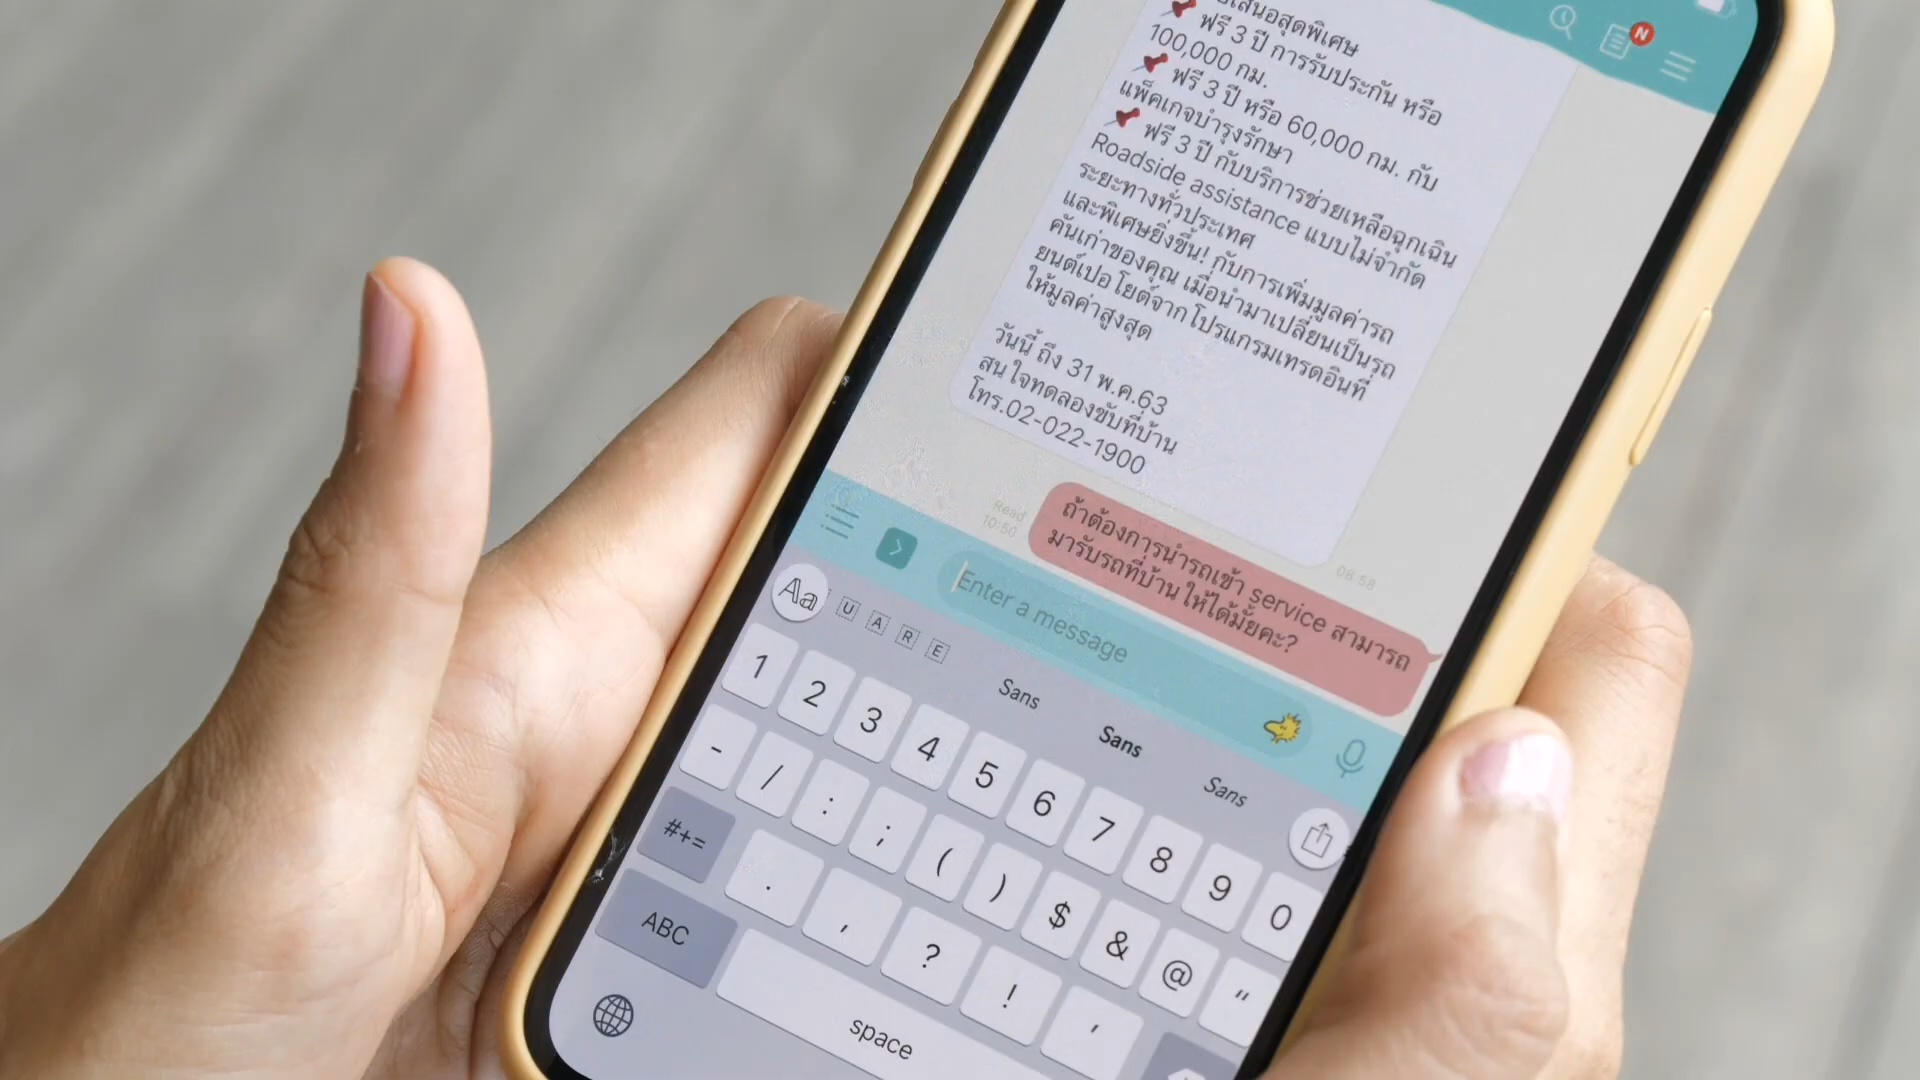 เสนอสุดพิเศษ
ฟรี 3 ปี การรับประกัน หรือ
100,000 กม.
ฟรี 3 ปี หรือ 60,000 กม. กับ
แพ็คเกจบำรุงรักษา
ฟรี 3 ปี กับบริการช่วยเหลือฉุกเฉิน
Roadside assistance แบบไม่จำกัด
ระยะทางทั่วประเทศ
และพิเศษยิ่งขึ้น! กับการเพิ่มมูลค่ารถ
คันเก่าของคุณ เมื่อนำมาเปลี่ยนเป็นรถ
ยนต์เปอโยต์จากโปรแกรมเทรดอินที่
ให้มูลค่าสูงสุด
วันนี้ ถึง 31 พ.ค.63
สนใจทดลองขับที่บ้าน
โทร.02-022-1900
08:58
Read
10:50
ถ้าต้องการนำรถเข้า service สามารถ
มารับรถที่บ้าน ให้ได้มั้ยคะ?
N
Enter a message
Aa
U A R E
Sans
Sans
Sans
1 2 3 4 5 6 7 8 9 0
- / : ; ( ) $ & @ "
#+= . , ? ! '
ABC
space